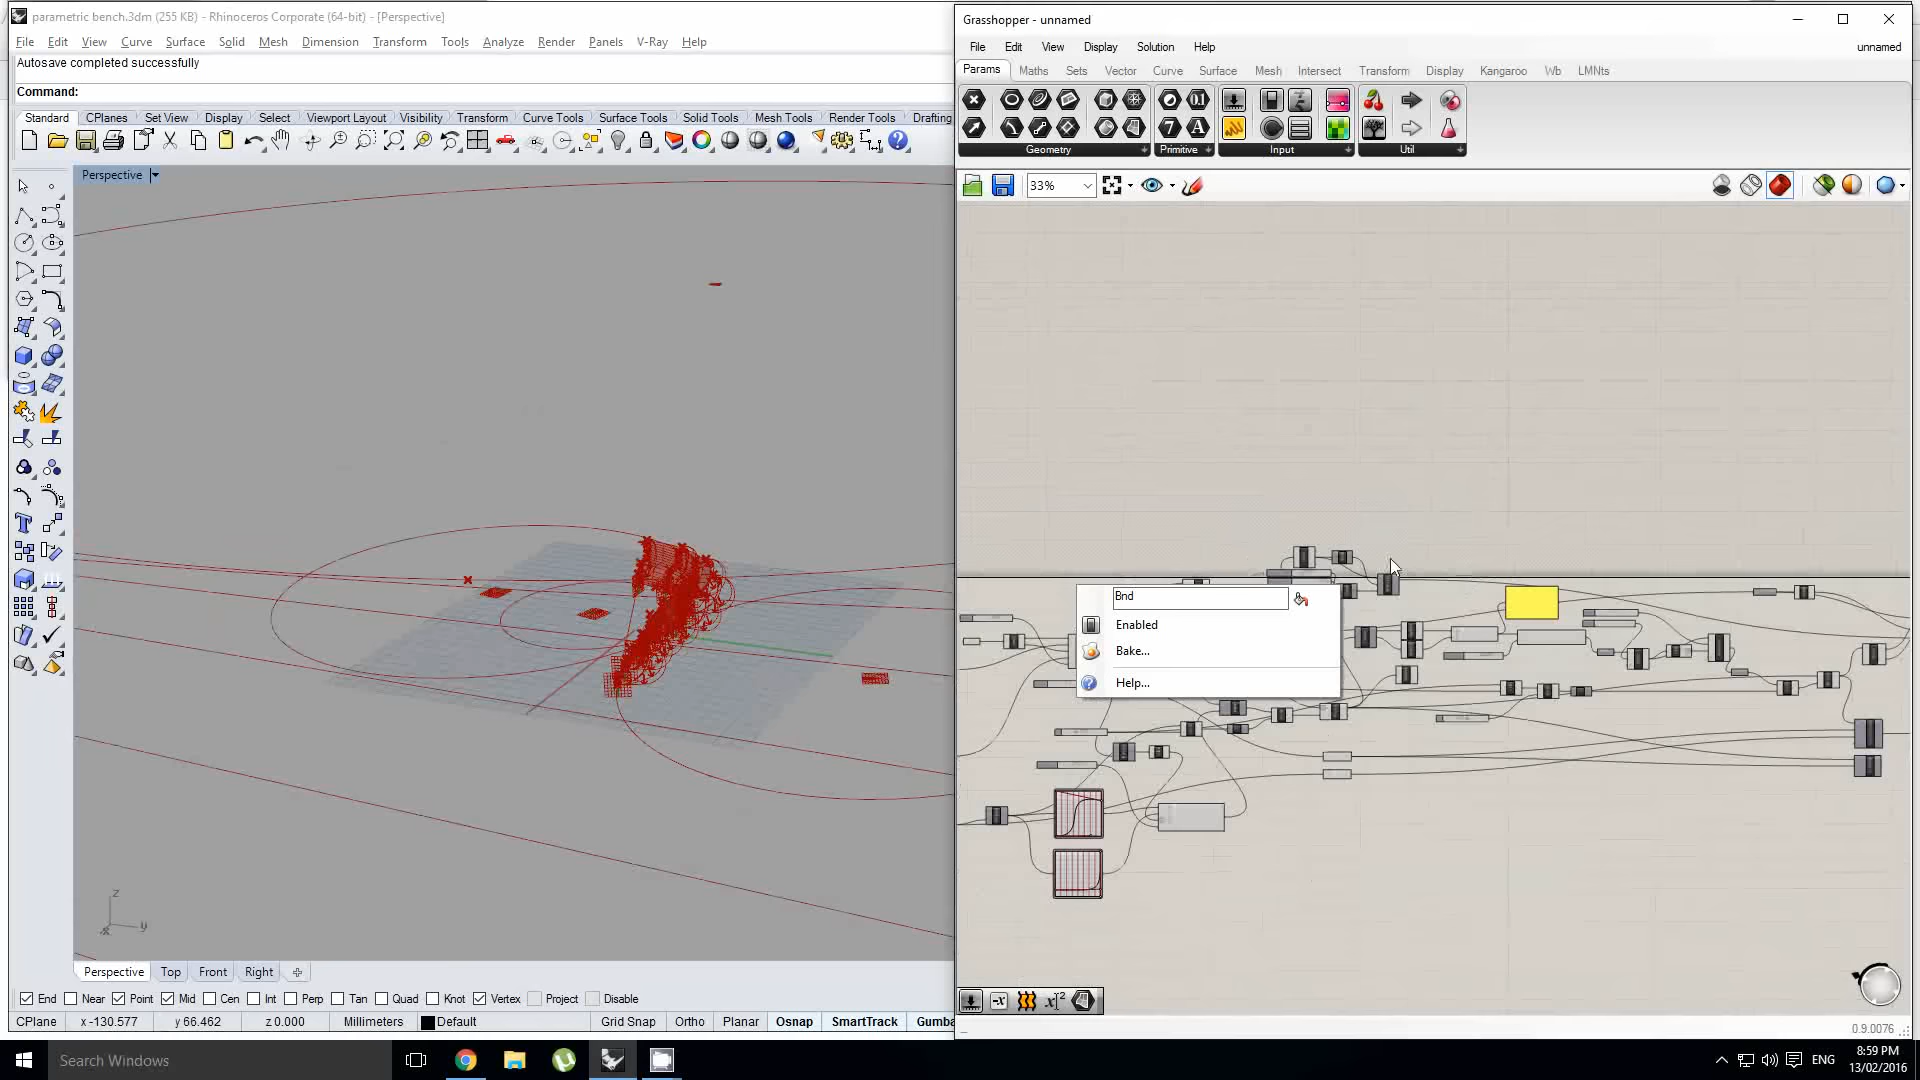 parametric bench.3dm (255 KB) - Rhinoceros Corporate (64-bit) - [Perspective]
File Edit View Curve Surface Solid Mesh Dimension Transform Tools Analyze Render Panels V-Ray Help
Autosave completed successfully
Command:
Standard CPlanes Set View Display Select Viewport Layout Visibility Transform Curve Tools Surface Tools Solid Tools Mesh Tools Render Tools Drafting
Perspective
z
y
x
Perspective Top Front Right
End Near Point Mid Cen Int Perp Tan Quad Knot Vertex Project Disable
CPlane x -130.577 y 66.462 z 0.000 Millimeters Default Grid Snap Ortho Planar Osnap SmartTrack Gumba
Grasshopper - unnamed
File Edit View Display Solution Help unnamed
Params Maths Sets Vector Curve Surface Mesh Intersect Transform Display Kangaroo Wb LMNts
Geometry Primitive Input Util
33%
Bnd
Enabled
Bake...
Help...
0.9.0076
Search Windows
ENG
8:59 PM
13/02/2016